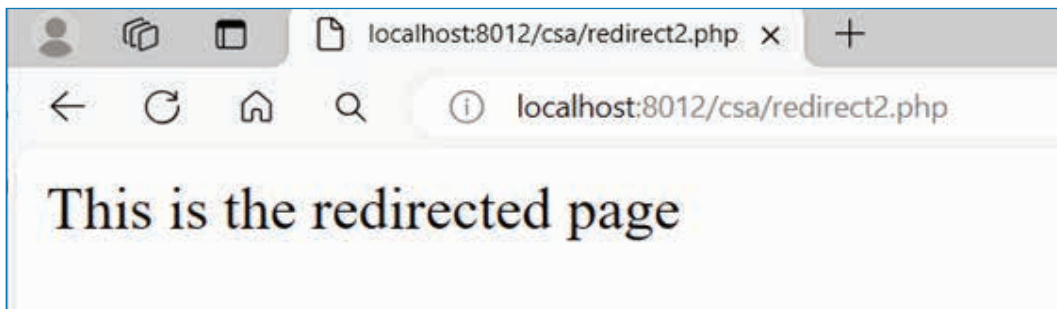 localhost:8012/csa/redirect2.php
localhost:8012/csa/redirect2.php
This is the redirected page